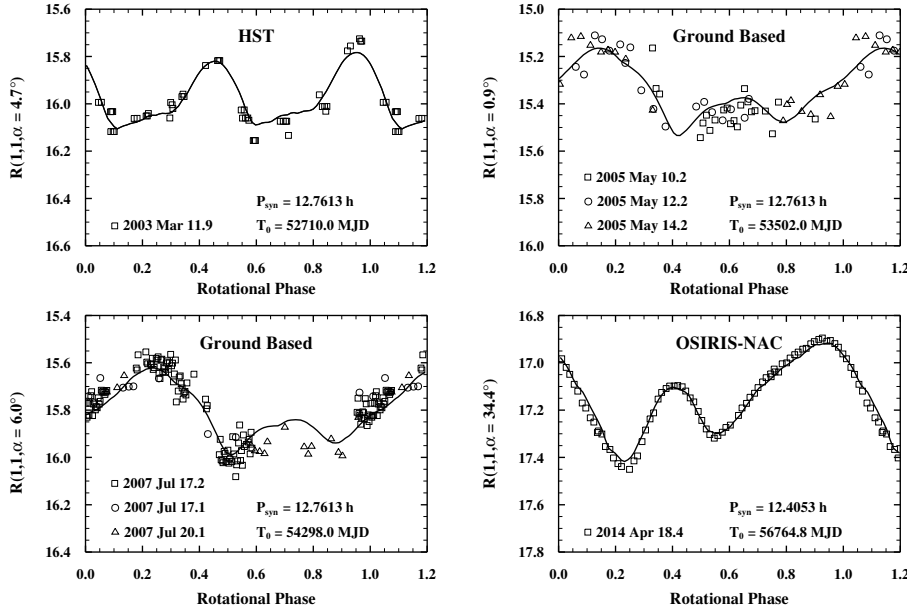 HST
R(1,1,α = 4.7°)
15.6
15.8
16.0
16.2
16.4
16.6
P_syn = 12.7613 h
2003 Mar 11.9
T_0 = 52710.0 MJD
0.0 0.2 0.4 0.6 0.8 1.0 1.2
Rotational Phase
Ground Based
R(1,1,α = 0.9°)
15.0
15.2
15.4
15.6
15.8
16.0
2005 May 10.2
2005 May 12.2
P_syn = 12.7613 h
2005 May 14.2
T_0 = 53502.0 MJD
0.0 0.2 0.4 0.6 0.8 1.0 1.2
Rotational Phase
Ground Based
R(1,1,α = 6.0°)
15.4
15.6
15.8
16.0
16.2
16.4
2007 Jul 17.2
2007 Jul 17.1
P_syn = 12.7613 h
2007 Jul 20.1
T_0 = 54298.0 MJD
0.0 0.2 0.4 0.6 0.8 1.0 1.2
Rotational Phase
OSIRIS-NAC
R(1,1,α = 34.4°)
16.8
17.0
17.2
17.4
17.6
17.8
P_syn = 12.4053 h
2014 Apr 18.4
T_0 = 56764.8 MJD
0.0 0.2 0.4 0.6 0.8 1.0 1.2
Rotational Phase